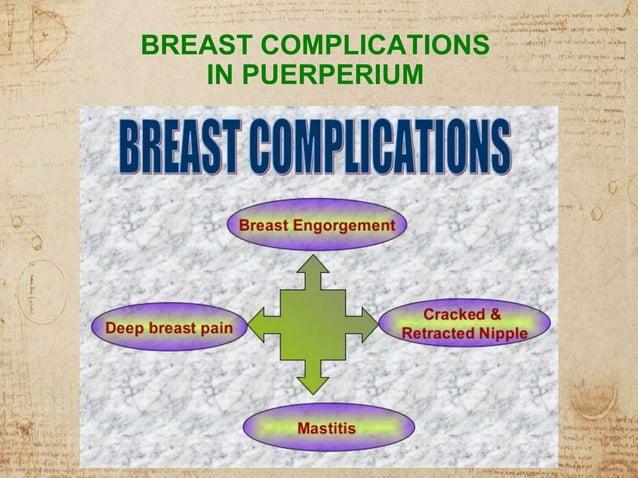 BREAST COMPLICATIONS
IN PUERPERIUM
BREAST COMPLICATIONS
Breast Engorgement
Deep breast pain
Cracked &
Retracted Nipple
Mastitis